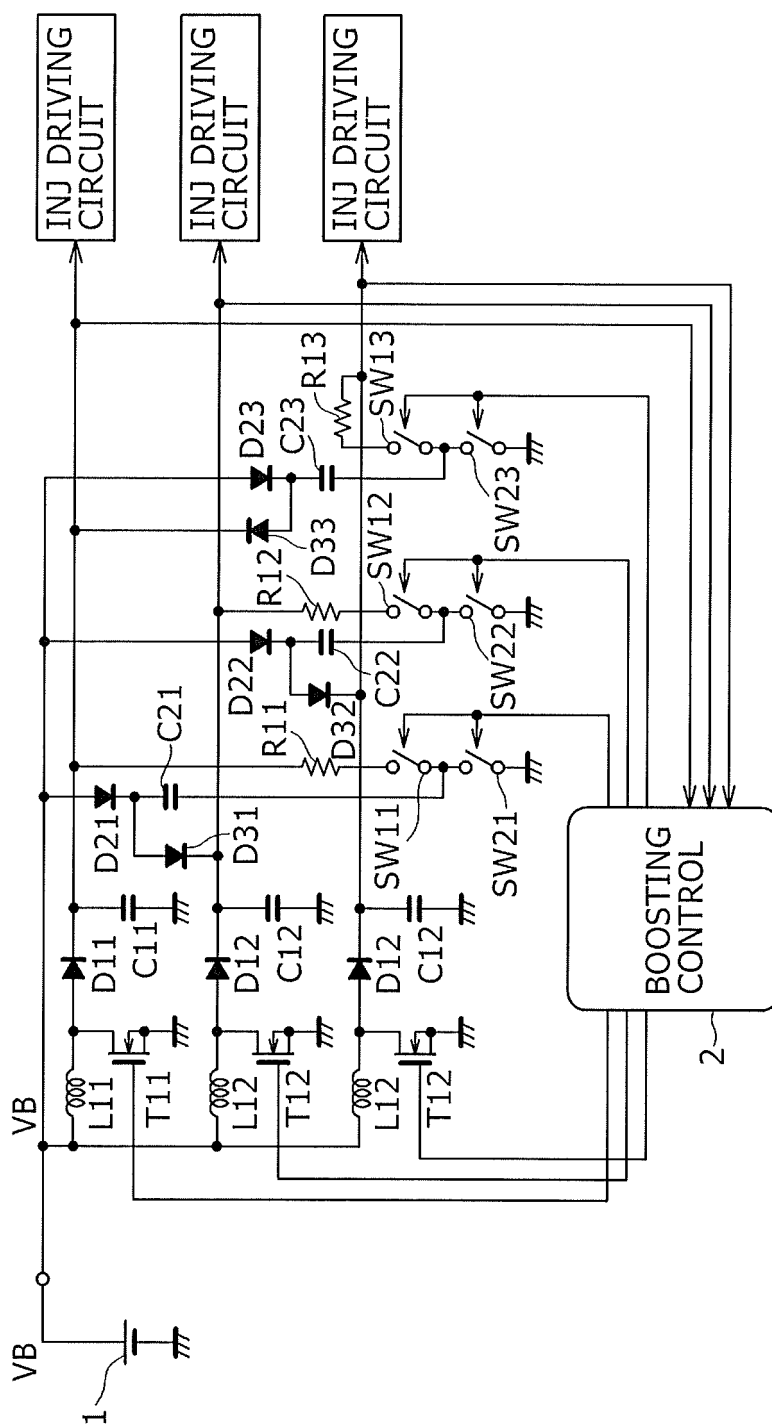 VB
1
VB
L11
T11
D11
C11
L12
T12
D12
C12
L12
T12
D12
C12
D21
C21
D31
R11
SW11
SW21
D22
C22
D32
R12
SW12
SW22
D23
C23
D33
R13
SW13
SW23
INJ DRIVING
CIRCUIT
INJ DRIVING
CIRCUIT
INJ DRIVING
CIRCUIT
BOOSTING
CONTROL
2